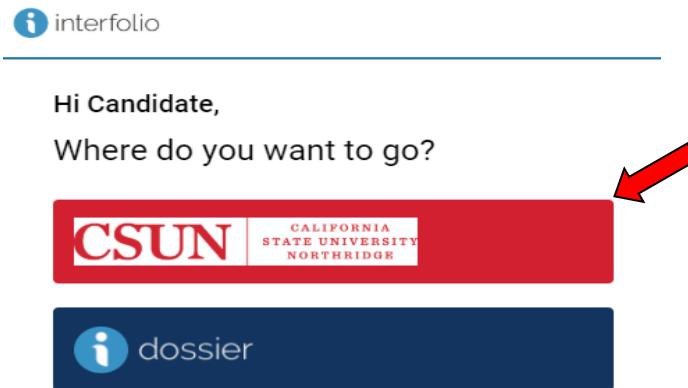 i interfolio
Hi Candidate,
Where do you want to go?
CSUN
CALIFORNIA
STATE UNIVERSITY
NORTHRIDGE
i dossier